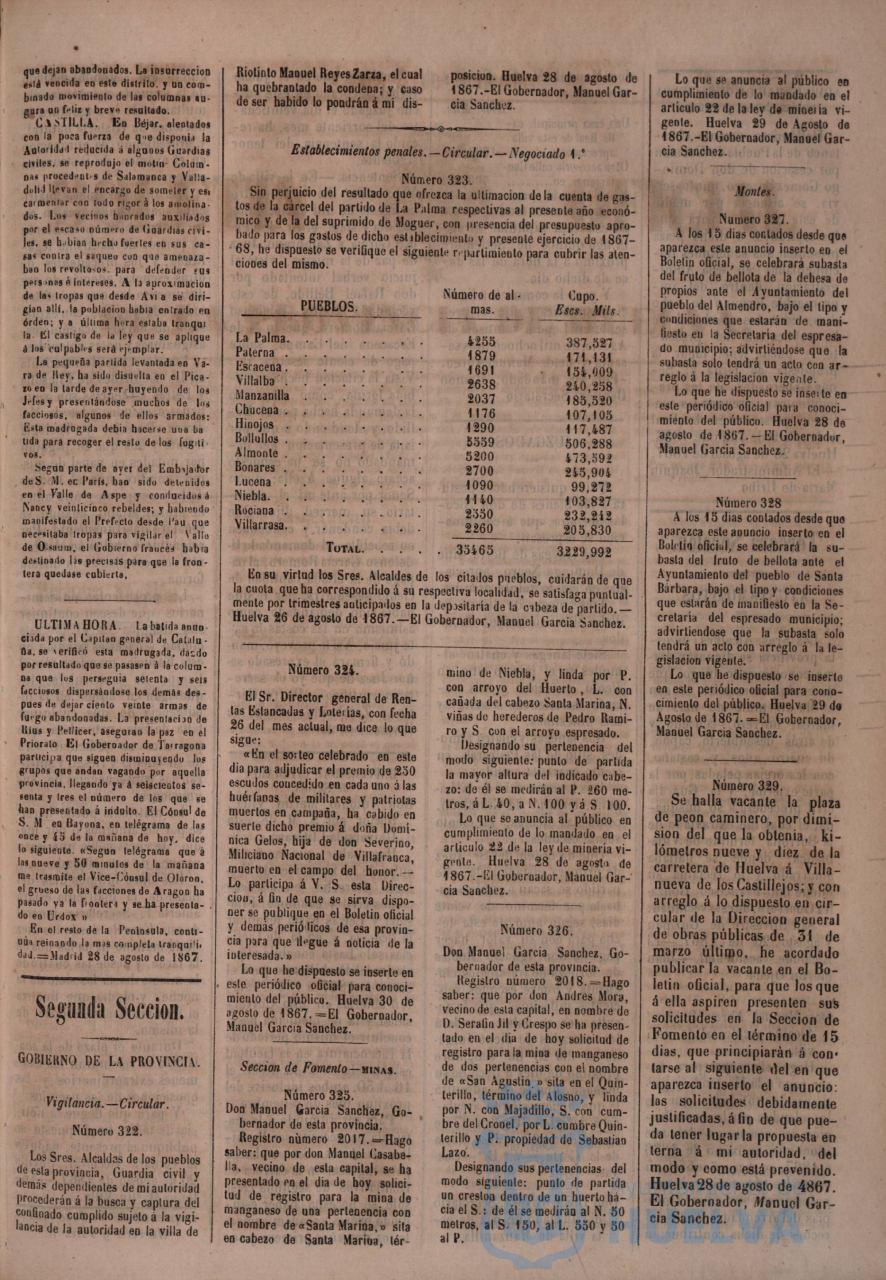 que dejan abandonados. La insurreccion
está vencida en este distrito, y un com-
binado movimiento de las columnas au-
gura un feliz y breve resultado.
CASTILLA. En Béjar, alentados
con la poca fuerza de que disponia la
Autoridad reducida á algunos Guardias
civiles, se reprodujo el motin. Colum-
nas procedentes de Salamanca y Valla-
dolid llevan el encargo de someter y es-
carmentar con todo rigor á los amotina-
dos. Los vecinos honrados auxiliados
por el escaso número de Guardias civi-
les, se habian hecho fuertes en sus ca-
sas contra el saqueo con que amenaza-
ban los revoltosos, para defender sus
personas é intereses. A la aproximacion
de las tropas que desde Avi a se diri-
gian allí, la poblacion habia entrado en
órden; y a última hora estaba tranqui
la. El castigo de la ley que se aplique
á los culpables será ejemplar.
La pequeña partida levantada en Va-
ra de Rey, ha sido disuelta en el Pica-
zo en la tarde de ayer, huyendo de los
Jefes y presentándose muchos de los
facciosos, algunos de ellos armados:
Esta madrugada debia hacerse una ba
tida para recoger el resto de los fugiti-
vos.
Segun parte de ayer del Embajador
de S. M. en París, han sido detenidos
en el Valle de Aspe y conducidos á
Nancy veinticinco rebeldes; y habiendo
manifestado el Prefecto desde Pau que
necesitaba tropas para vigilar el Valle
de Ossaum, el Gobierno francés habia
destinado las precisas para que la fron-
tera quedase cubierta.
ULTIMA HORA. La batida anun-
ciada por el Capitan general de Catalu-
ña, se verificó esta madrugada, dando
por resultado que se pasasen á la colum-
na que los perseguia setenta y seis
facciosos dispersándose los demás des-
pues de dejar ciento veinte armas de
fuego abandonadas. La presentacion de
Rius y Pellicer, aseguran la paz en el
Priorato El Gobernador de Tarragona
participa que siguen disminuyendo los
grupos que andan vagando por aquella
provincia, llegando ya á seiscientos se-
senta y tres el número de los que se
han presentado á indulto. El Cónsul de
S. M en Bayona, en telégrama de las
once y 45 de la mañana de hoy, dice
lo siguiente. «Segun telégrama que á
las nueve y 50 minutos de la mañana
me trasmite el Vice-Cónsul de Oloron,
el grueso de las facciones de Aragon ha
pasado ya la frontera y se ha presenta-
do en Urdox »
En el resto de la Península, conti-
núa reinando la mas completa tranquili-
dad.=Madrid 28 de agosto de 1867.
Segunda Seccion.
GOBIERNO DE LA PROVINCIA.
Vigilancia.—Circular.
Número 322.
Los Sres. Alcaldes de los pueblos
de esta provincia, Guardia civil y
demás dependientes de mi autoridad
procederán á la busca y captura del
confinado cumplido sujeto á la vigi-
lancia de la autoridad en la villa de
Riotinto Manuel Reyes Zarza, el cual
ha quebrantado la condena; y caso
de ser habido lo pondrán á mi dis-
posicion. Huelva 28 de agosto de
1867.-El Gobernador, Manuel Gar-
cia Sanchez.
Establecimientos penales.—Circular.—Negociado 1.º
Número 323.
Sin perjuicio del resultado que ofrezca la ultimacion de la cuenta de gas-
tos de la cárcel del partido de La Palma respectivas al presente año econó-
mico y de la del suprimido de Moguer, con presencia del presupuesto apro-
bado para los gastos de dicho establecimiento y presente ejercicio de 1867-
68, he dispuesto se verifique el siguiente repartimiento para cubrir las aten-
ciones del mismo.
PUEBLOS. Número de al- Cupo.
mas. Escs. Mils.
La Palma. . . . . . . . 4255 387,527
Paterna . . . . . . . . 1879 171,131
Escacena. . . . . . . . 1691 154,009
Villalba . . . . . . . . 2638 240,258
Manzanilla . . . . . . . 2037 185,520
Chucena . . . . . . . . 1176 107,105
Hinojos . . . . . . . . 1290 117,487
Bollullos . . . . . . . . 5559 506,288
Almonte . . . . . . . . 5200 473,592
Bonares . . . . . . . . 2700 245,904
Lucena . . . . . . . . 1090 99,272
Niebla. . . . . . . . . 1140 103,827
Rociana . . . . . . . . 2550 232,242
Villarrasa. . . . . . . . 2260 205,830
TOTAL. . . . . 35465 3229,992
En su virtud los Sres. Alcaldes de los citados pueblos, cuidarán de que
la cuota que ha correspondido á su respectiva localidad, se satisfaga puntual-
mente por trimestres anticipados en la depositaría de la cabeza de partido.—
Huelva 26 de agosto de 1867.—El Gobernador, Manuel Garcia Sanchez.
Número 324.
El Sr. Director general de Ren-
tas Estancadas y Loterias, con fecha
26 del mes actual, me dice lo que
sigue:
«En el sorteo celebrado en este
dia para adjudicar el premio de 250
escudos concedido en cada uno á las
huérfanas de militares y patriotas
muertos en campaña, ha cabido en
suerte dicho premio á doña Domi-
nica Gelos, hija de don Severino,
Miliciano Nacional de Villafranca,
muerto en el campo del honor.—
Lo participa á V. S. esta Direc-
cion, á fin de que se sirva dispo-
ner se publique en el Boletin oficial
y demás periódicos de esa provin-
cia para que llegue á noticia de la
interesada.»
Lo que he dispuesto se inserte en
este periódico oficial para conoci-
miento del público. Huelva 30 de
agosto de 1867.=El Gobernador,
Manuel Garcia Sanchez.
Seccion de Fomento—MINAS.
Número 325.
Don Manuel Garcia Sanchez, Go-
bernador de esta provincia.
Registro número 2017.=Hago
saber: que por don Manuel Casabe-
lla, vecino de esta capital, se ha
presentado en el dia de hoy solici-
tud de registro para la mina de
manganeso de una pertenencia con
el nombre de «Santa Marina,» sita
en cabezo de Santa Marina, tér-
mino de Niebla, y linda por P.
con arroyo del Huerto, L. con
cañada del cabezo Santa Marina, N.
viñas de herederos de Pedro Rami-
ro y S con el arroyo espresado.
Designando su pertenencia del
modo siguiente: punto de partida
la mayor altura del indicado cabe-
zo: de él se medirán al P. 260 me-
tros, á L. 40, a N. 100 y á S 100.
Lo que se anuncia al público en
cumplimiento de lo mandado en el
articulo 22 de la ley de mineria vi-
gente. Huelva 28 de agosto de
1867.-El Gobernador, Manuel Gar-
cia Sanchez.
Número 326.
Don Manuel Garcia Sanchez, Go-
bernador de esta provincia.
Registro número 2018.=Hago
saber: que por don Andrés Mora,
vecino de esta capital, en nombre de
D. Serafin Jil y Crespo se ha presen-
tado en el dia de hoy solicitud de
registro para la mina de manganeso
de dos pertenencias con el nombre
de «San Agustin,» sita en el Quin-
terillo, término del Alosno, y linda
por N. con Majadillo, S. con cum-
bre del Cronel, por L. cumbre Quin-
terillo y P. propiedad de Sebastian
Lazo.
Designando sus pertenencias del
modo siguiente: punto de partida
un creston dentro de un huerto há-
cia el S.: de él se medirán al N. 50
metros, al S. 150, al L. 550 y 50
al P.
Lo que se anuncia al público en
cumplimiento de lo mandado en el
articulo 22 de la ley de mineria vi-
gente. Huelva 29 de Agosto de
1867.-El Gobernador, Manuel Gar-
cia Sanchez.
Montes.
Numero 327.
A los 15 dias contados desde que
aparezca este anuncio inserto en el
Boletin oficial, se celebrará subasta
del fruto de bellota de la dehesa de
propios ante el Ayuntamiento del
pueblo del Almendro, bajo el tipo y
condiciones que estarán de mani-
fiesto en la Secretaria del espresa-
do municipio; advirtiéndose que la
subasta solo tendrá un acto con ar-
reglo á la legislacion vigente.
Lo que he dispuesto se inserte en
este periódico oficial para conoci-
miento del público. Huelva 28 de
agosto de 1867.—El Gobernador,
Manuel Garcia Sanchez.
Número 328
A los 15 dias contados desde que
aparezca este anuncio inserto en el
Boletin oficial, se celebrará la su-
basta del fruto de bellota ante el
Ayuntamiento del pueblo de Santa
Bárbara, bajo el tipo y condiciones
que estarán de manifiesto en la Se-
cretaria del espresado municipio;
advirtiendose que la subasta solo
tendrá un acto con arreglo á la le-
gislacion vigente.
Lo que he dispuesto se inserte
en este periódico oficial para cono-
cimiento del público. Huelva 29 de
Agosto de 1867.=El Gobernador,
Manuel Garcia Sanchez.
Número 329.
Se halla vacante la plaza
de peon caminero, por dimi-
sion del que la obtenia, ki-
lómetros nueve y diez de la
carretera de Huelva á Villa-
nueva de los Castillejos; y con
arreglo á lo dispuesto en cir-
cular de la Direccion general
de obras públicas de 31 de
marzo último, he acordado
publicar la vacante en el Bo-
letin oficial, para que los que
á ella aspiren presenten sus
solicitudes en la Seccion de
Fomento en el término de 15
dias, que principiarán á con-
tarse al siguiente del en que
aparezca inserto el anuncio:
las solicitudes debidamente
justificadas, á fin de que pue-
da tener lugar la propuesta en
terna á mi autoridad, del
modo y como está prevenido.
Huelva 28 de agosto de 4867.
El Gobernador, Manuel Gar-
cia Sanchez.